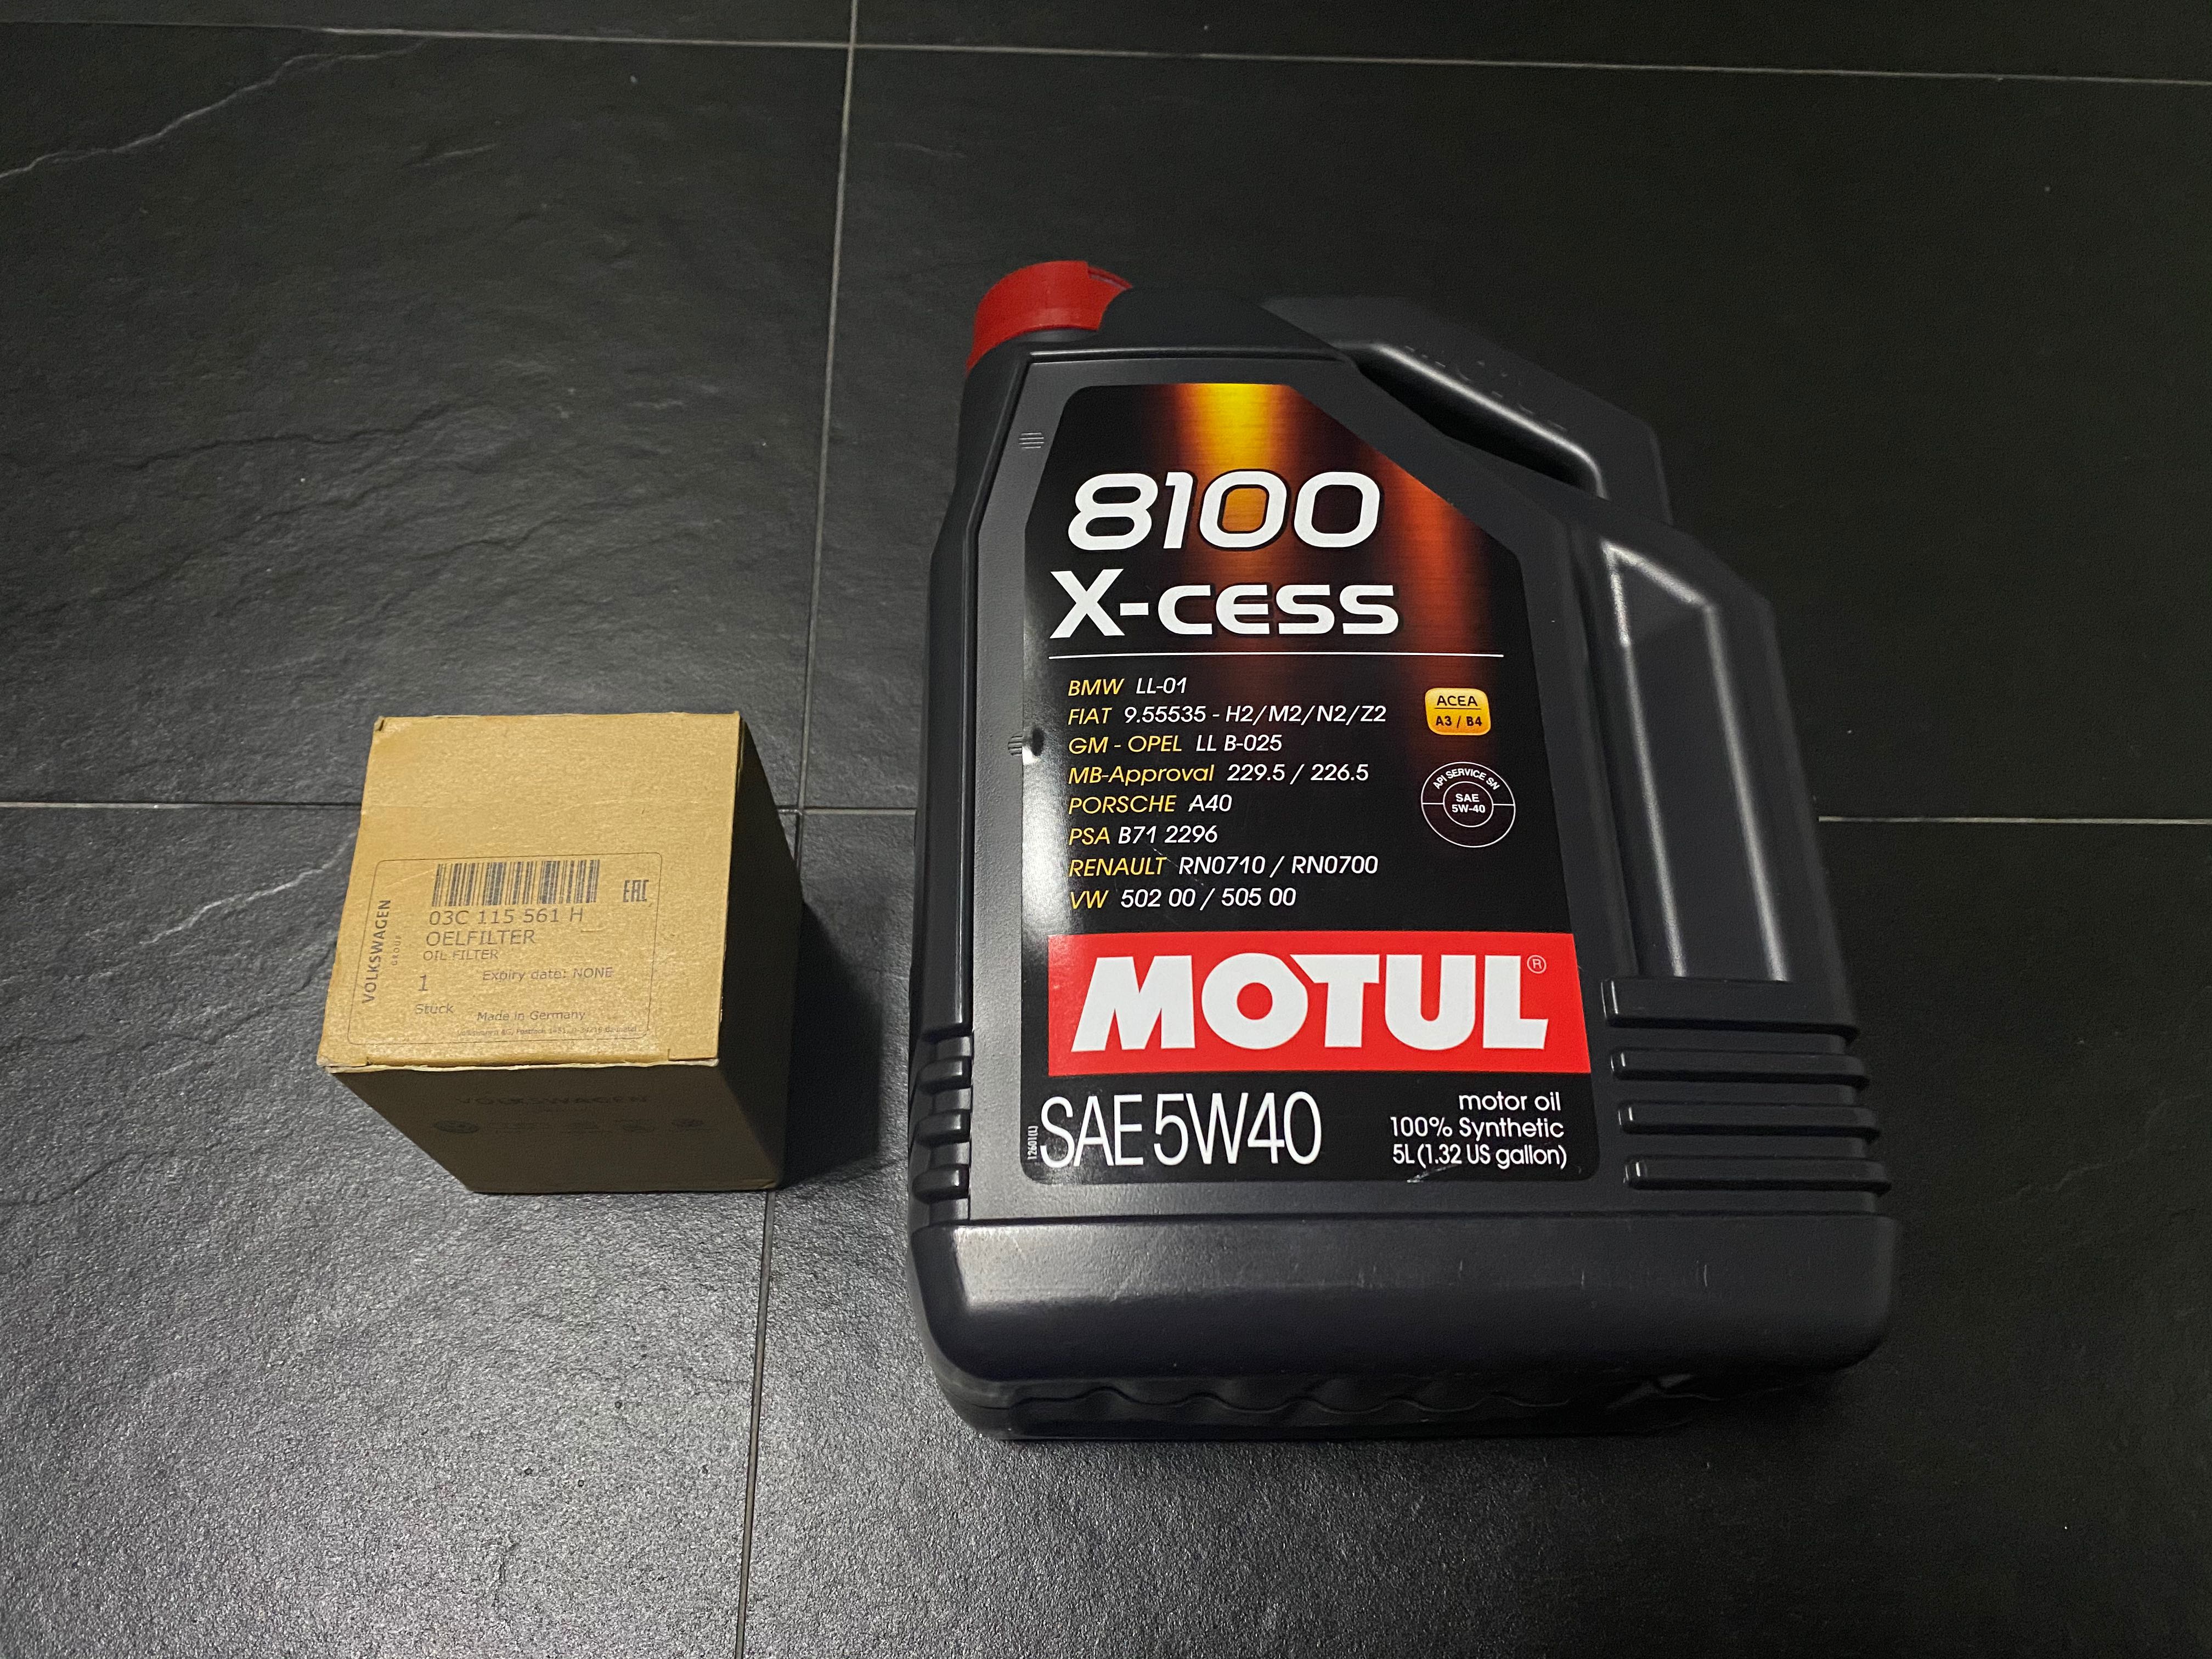 03C 115 561 H
EAC
OELFILTER
OIL FILTER
Expiry date: NONE
1
Stuck
Made in Germany
VOLKSWAGEN
GROUP
VOLKSWAGEN
8100
X-CESS
BMW LL-01
FIAT 9.55535 - H2/M2/N2/Z2
GM - OPEL LL B-025
MB-Approval 229.5 / 226.5
PORSCHE A40
PSA B71 2296
RENAULT RN0710 / RN0700
VW 502 00 / 505 00
ACEA
A3 / B4
API SERVICE SN
SAE
5W-40
MOTUL®
SAE 5W40
motor oil
100% Synthetic
5L (1.32 US gallon)
12601(L)